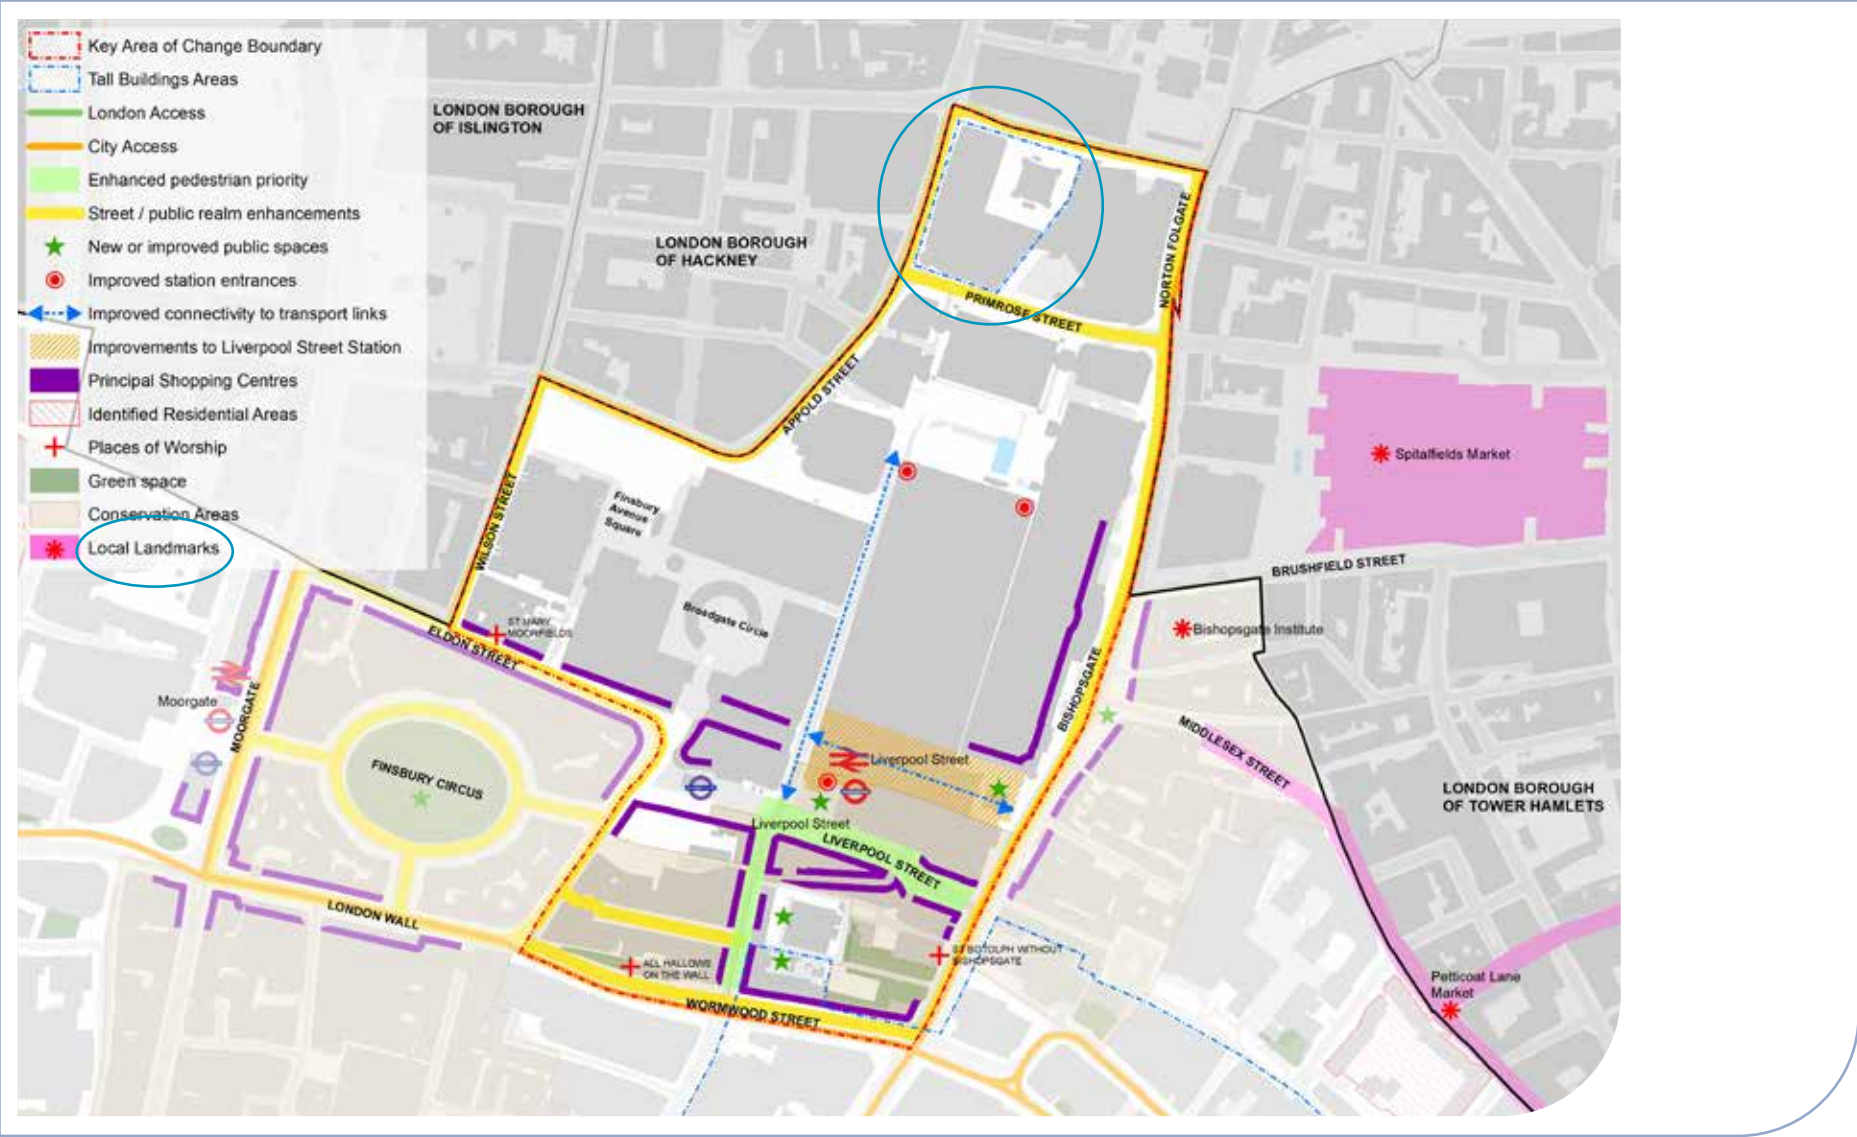 Key Area of Change Boundary
Tall Buildings Areas
London Access
City Access
Enhanced pedestrian priority
Street / public realm enhancements
New or improved public spaces
Improved station entrances
Improved connectivity to transport links
Improvements to Liverpool Street Station
Principal Shopping Centres
Identified Residential Areas
Places of Worship
Green space
Conservation Areas
Local Landmarks
LONDON BOROUGH
OF ISLINGTON
LONDON BOROUGH
OF HACKNEY
NORTON FOLGATE
PRIMROSE STREET
APPOLD STREET
Spitalfields Market
WILSON STREET
Finsbury
Avenue
Square
BRUSHFIELD STREET
Broadgate Circle
ST MARY
MOORFIELDS
ELDON STREET
Bishopsgate Institute
BISHOPSGATE
Moorgate
MOORGATE
MIDDLESEX STREET
FINSBURY CIRCUS
Liverpool Street
LONDON BOROUGH
OF TOWER HAMLETS
Liverpool Street
LIVERPOOL STREET
LONDON WALL
ALL HALLOWS
ON THE WALL
ST BOTOLPH WITHOUT
BISHOPSGATE
Petticoat Lane
Market
WORMWOOD STREET